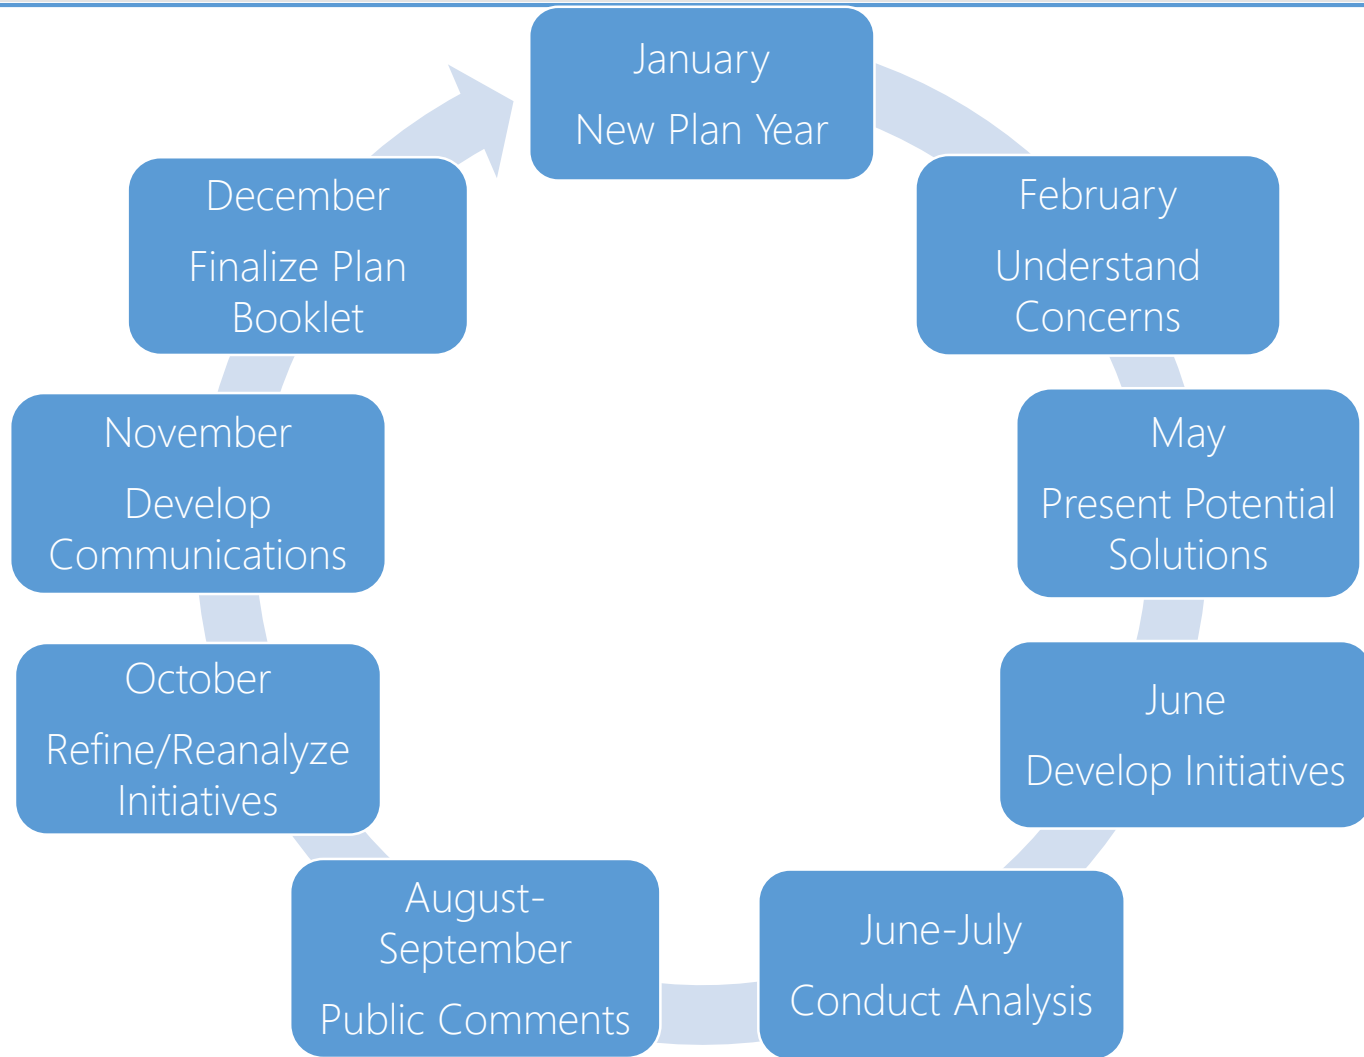 January
New Plan Year
February
Understand
Concerns
May
Present Potential
Solutions
June
Develop Initiatives
June-July
Conduct Analysis
August-
September
Public Comments
October
Refine/Reanalyze
Initiatives
November
Develop
Communications
December
Finalize Plan
Booklet